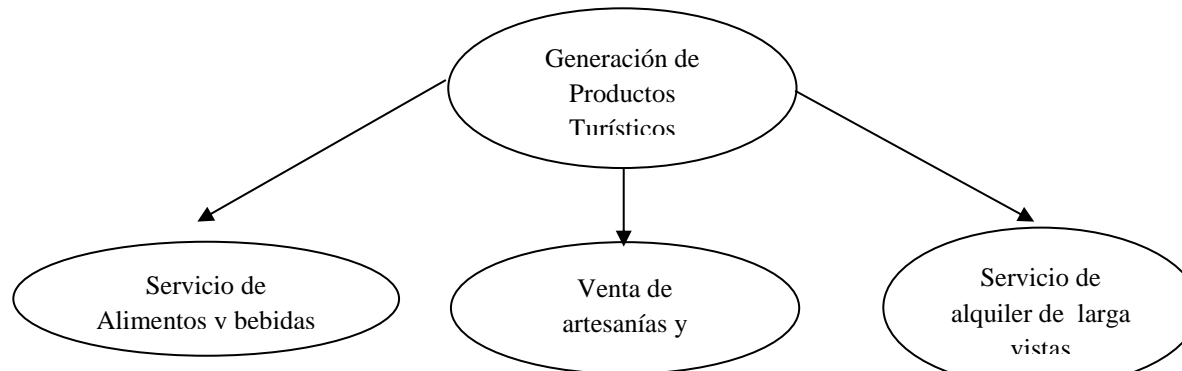 Generación de
Productos
Turísticos
Servicio de
Alimentos y bebidas
Venta de
artesanías y
Servicio de
alquiler de larga
vistas